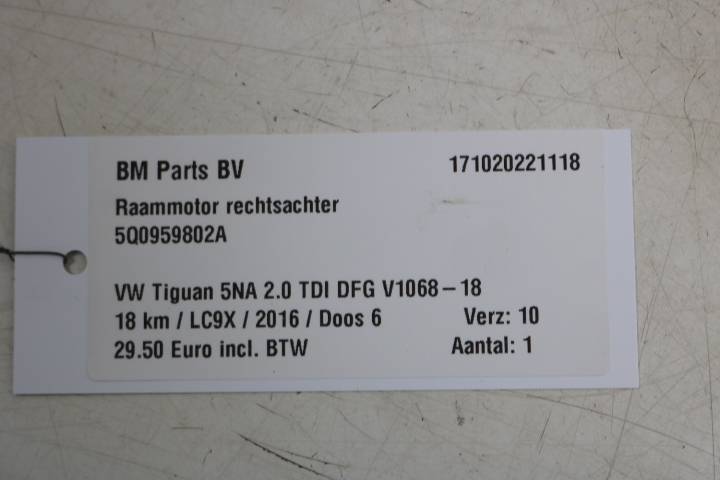 BM Parts BV 171020221118
Raammotor rechtsachter
5Q0959802A
VW Tiguan 5NA 2.0 TDI DFG V1068-18
18 km / LC9X / 2016 / Doos 6 Verz: 10
29.50 Euro incl. BTW Aantal: 1